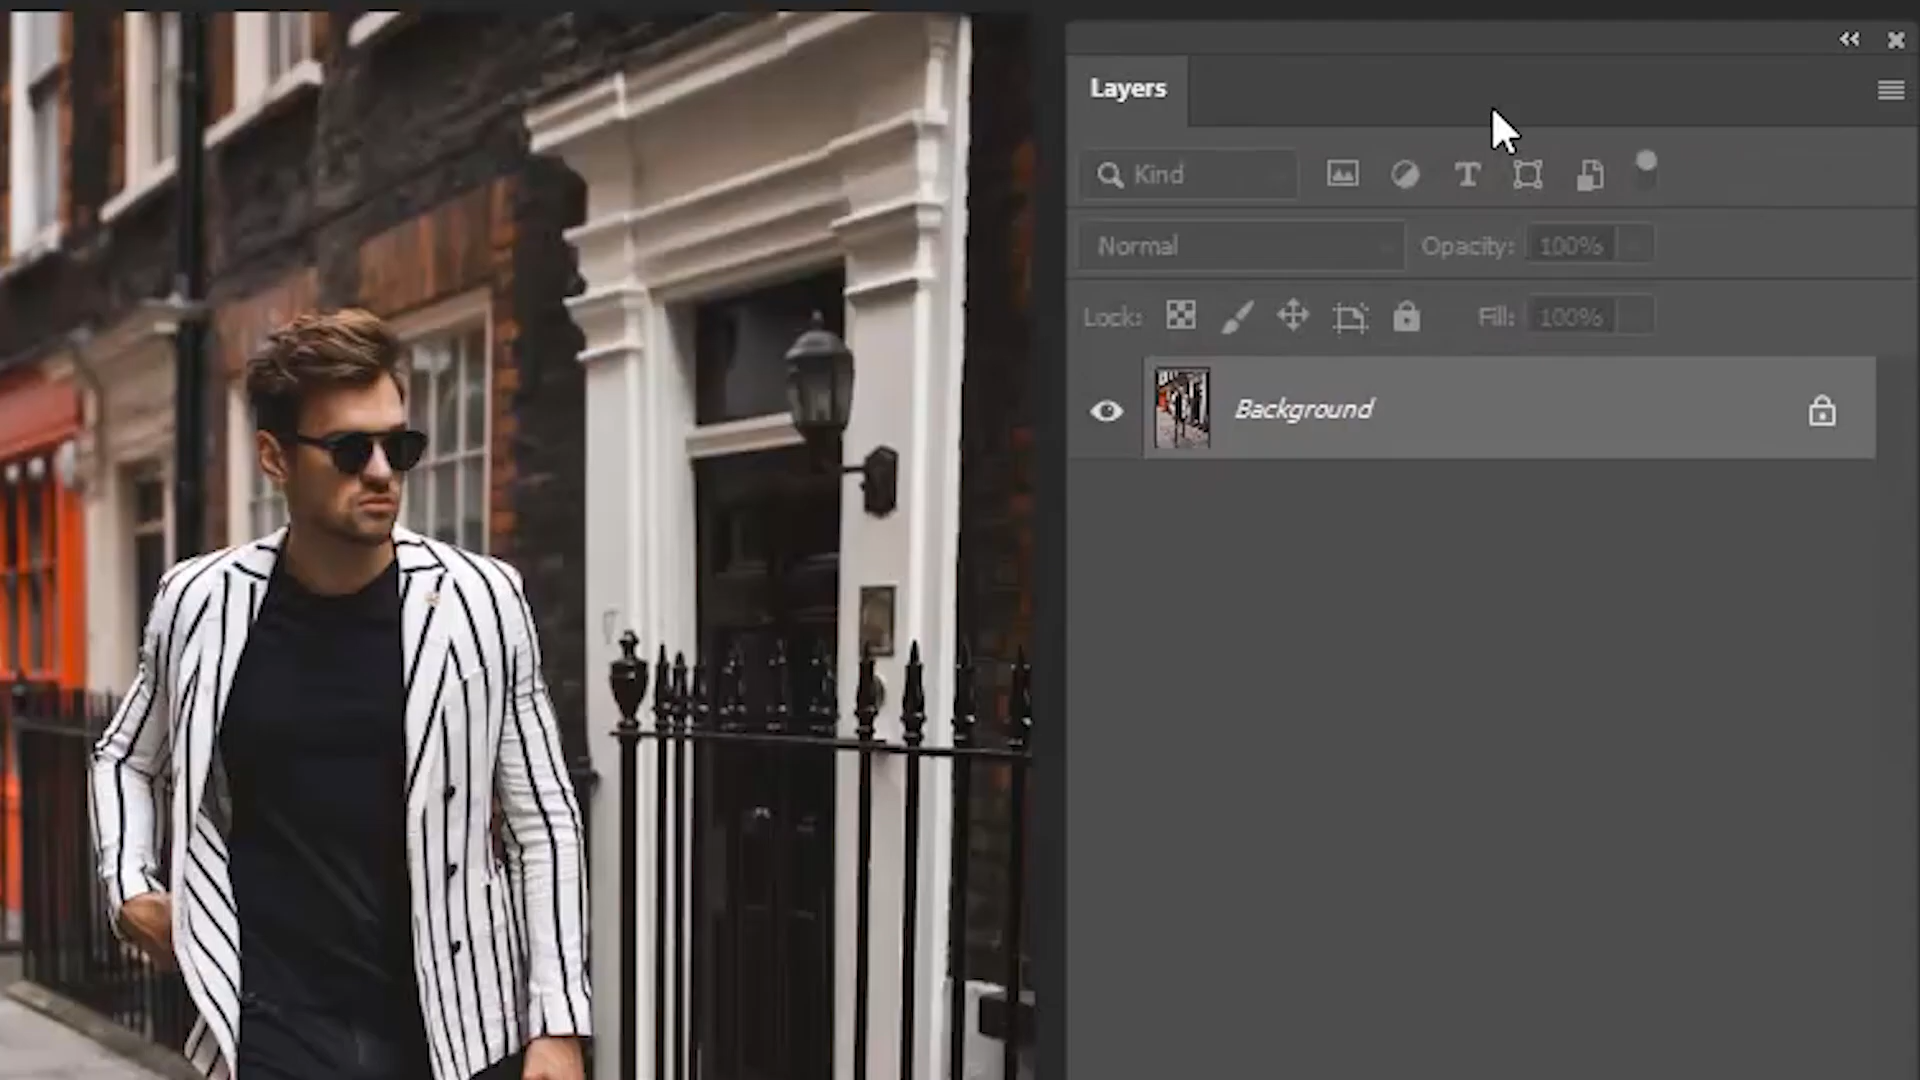 Layers
Kind
Normal
Opacity: 100%
Lock: Fill: 100%
Background